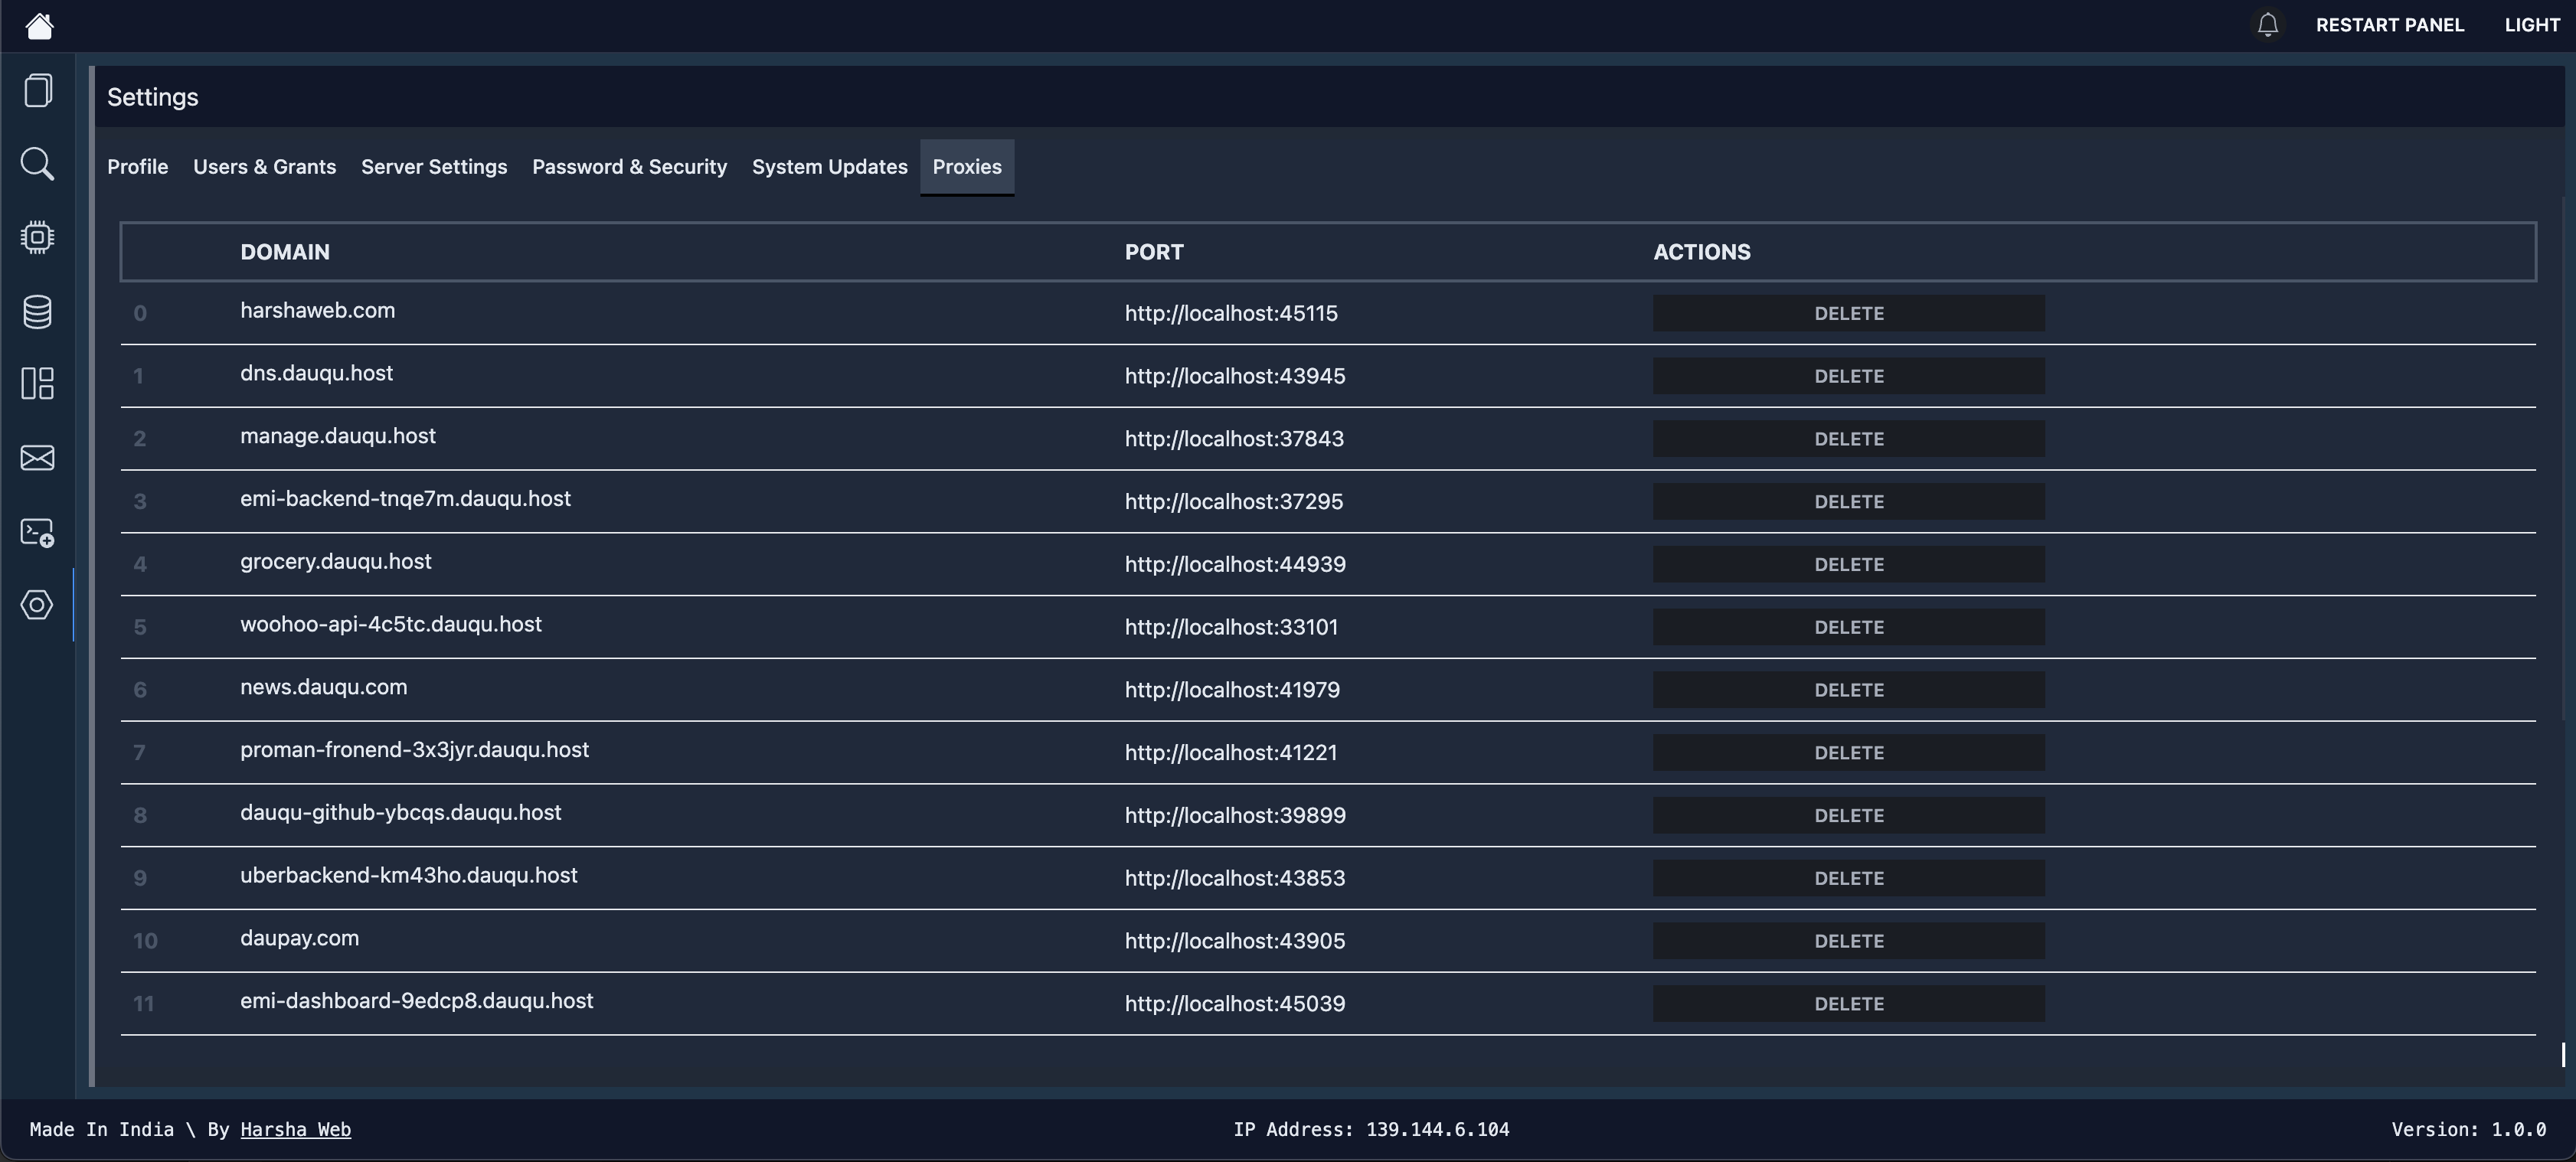 RESTART PANEL LIGHT
Settings
Profile Users & Grants Server Settings Password & Security System Updates Proxies
DOMAIN PORT ACTIONS
0 harshaweb.com http://localhost:45115 DELETE
1 dns.dauqu.host http://localhost:43945 DELETE
2 manage.dauqu.host http://localhost:37843 DELETE
3 emi-backend-tnqe7m.dauqu.host http://localhost:37295 DELETE
4 grocery.dauqu.host http://localhost:44939 DELETE
5 woohoo-api-4c5tc.dauqu.host http://localhost:33101 DELETE
6 news.dauqu.com http://localhost:41979 DELETE
7 proman-fronend-3x3jyr.dauqu.host http://localhost:41221 DELETE
8 dauqu-github-ybcqs.dauqu.host http://localhost:39899 DELETE
9 uberbackend-km43ho.dauqu.host http://localhost:43853 DELETE
10 daupay.com http://localhost:43905 DELETE
11 emi-dashboard-9edcp8.dauqu.host http://localhost:45039 DELETE
Made In India \ By Harsha Web IP Address: 139.144.6.104 Version: 1.0.0